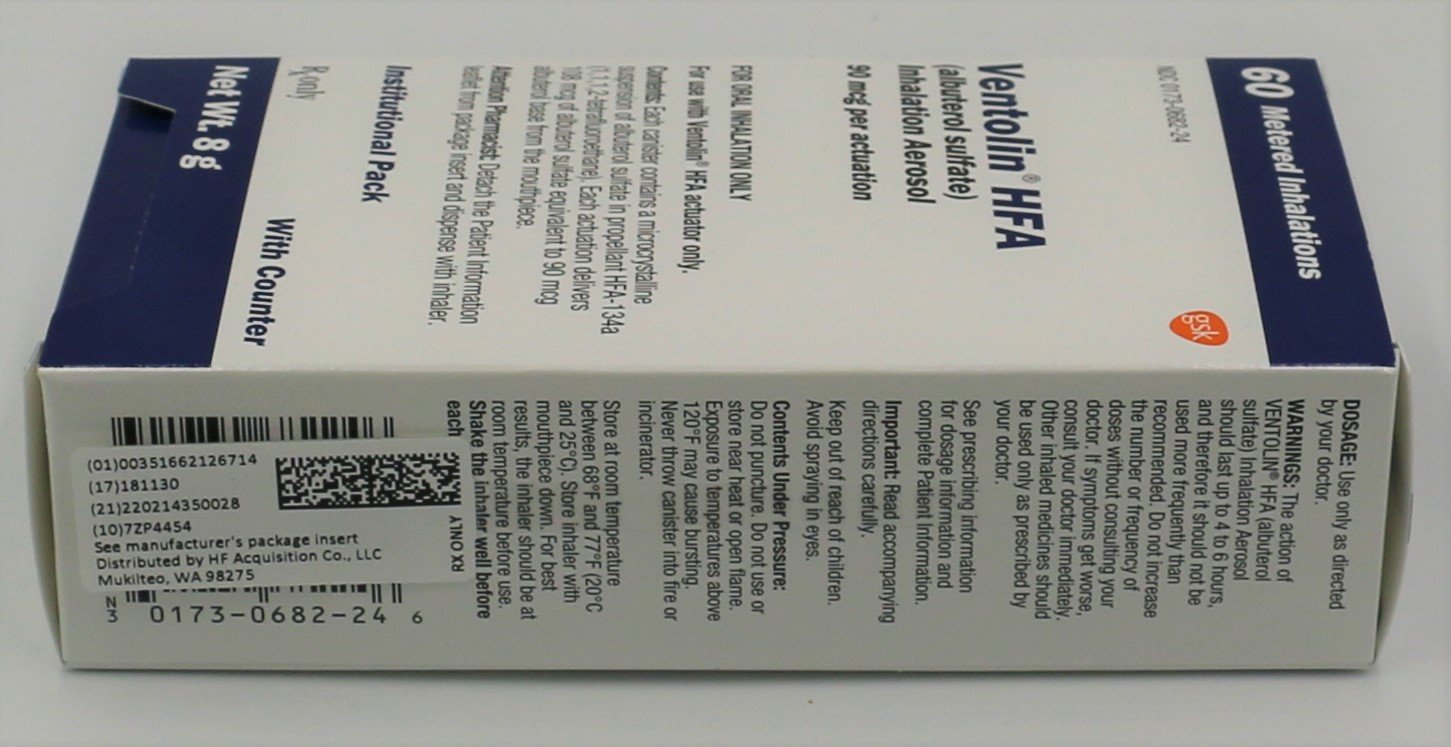 60 Metered Inhalations
NDC 0173-0682-24
gsk
Ventolin® HFA
(albuterol sulfate)
Inhalation Aerosol
90 mcg per actuation
FOR ORAL INHALATION ONLY
For use with Ventolin® HFA actuator only.
Contents: Each canister contains a microcrystalline
suspension of albuterol sulfate in propellant HFA-134a
(1,1,1,2-tetrafluoroethane). Each actuation delivers
108 mcg of albuterol sulfate equivalent to 90 mcg
albuterol base from the mouthpiece.
Attention Pharmacist: Detach the Patient Information
leaflet from package insert and dispense with inhaler.
Institutional Pack
Rx only
With Counter
Net Wt. 8 g
DOSAGE: Use only as directed
by your doctor.
WARNINGS: The action of
VENTOLIN® HFA (albuterol
sulfate) Inhalation Aerosol
should last up to 4 to 6 hours,
and therefore it should not be
used more frequently than
recommended. Do not increase
the number or frequency of
doses without consulting your
doctor. If symptoms get worse,
consult your doctor immediately.
Other inhaled medicines should
be used only as prescribed by
your doctor.
See prescribing information
for dosage information and
complete Patient Information.
Important: Read accompanying
directions carefully.
Keep out of reach of children.
Avoid spraying in eyes.
Contents Under Pressure:
Do not puncture. Do not use or
store near heat or open flame.
Exposure to temperatures above
120°F may cause bursting.
Never throw canister into fire or
incinerator.
Store at room temperature
between 68°F and 77°F (20°C
and 25°C). Store inhaler with
mouthpiece down. For best
results, the inhaler should be at
room temperature before use.
Shake the inhaler well before
each
RX ONLY
(01)00351662126714
(17)181130
(21)220214350028
(10)7ZP4454
See manufacturer's package insert
Distributed by HF Acquisition Co., LLC
Mukilteo, WA 98275
N
3 0173-0682-24 6